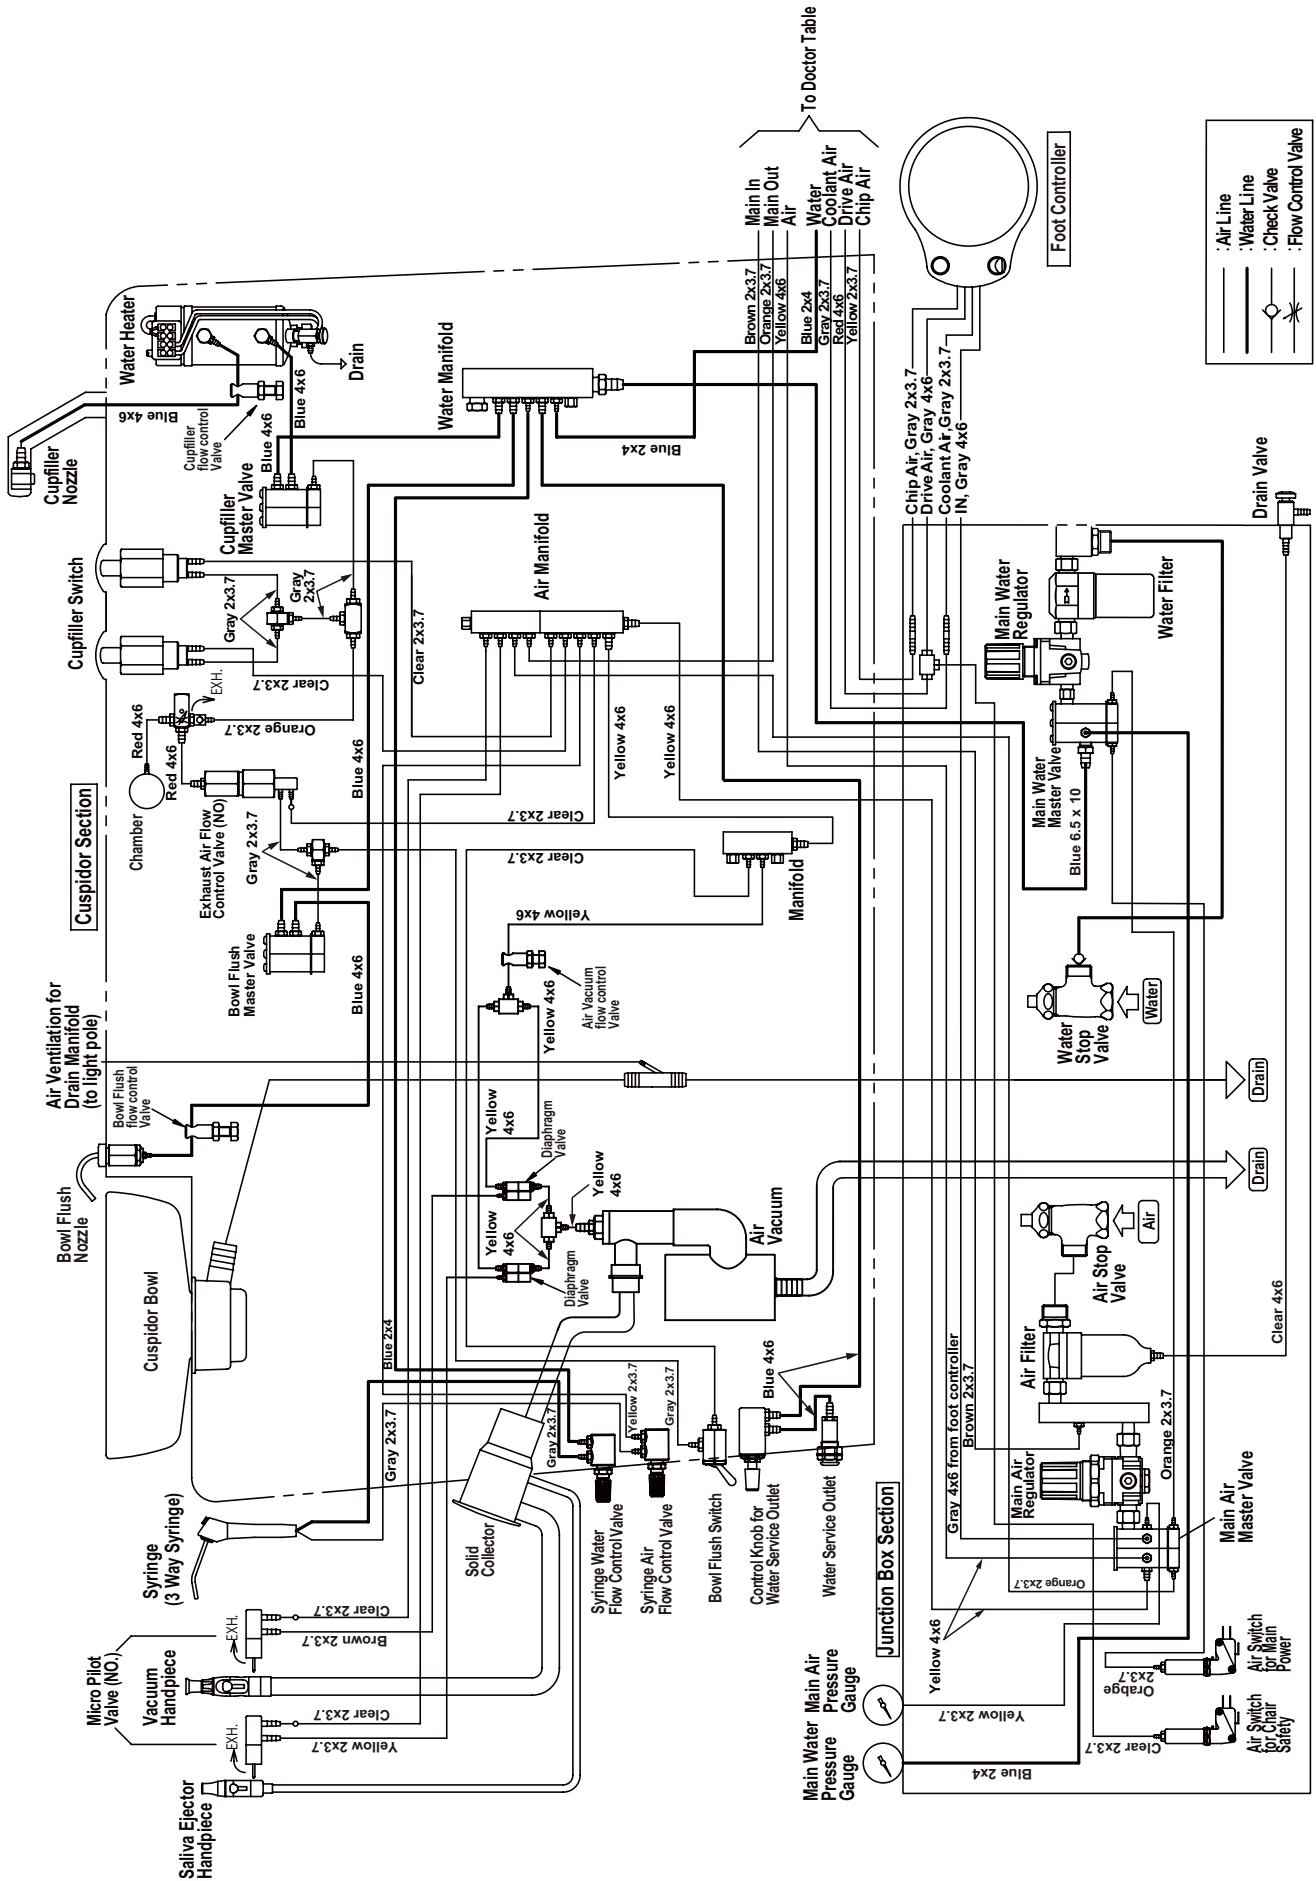 Cuspidor Section
Saliva Ejector
Handpiece
Micro Pilot
Valve (NO.)
Vacuum
Handpiece
EXH.
EXH.
Yellow 2x3.7
Clear 2x3.7
Brown 2x3.7
Clear 2x3.7
Syringe
(3 Way Syringe)
Cuspidor Bowl
Bowl Flush
Nozzle
Bowl Flush
flow control
Valve
Air Ventilation for
Drain Manifold
(to light pole)
Bowl Flush
Master Valve
Blue 4x6
Gray 2x3.7
Exhaust Air Flow
Control Valve (NO)
Chamber
Red 4x6
Red 4x6
EXH.
Orange 2x3.7
Blue 4x6
Cupfiller Switch
Gray 2x3.7
Gray
2x3.7
Clear 2x3.7
Clear 2x3.7
Cupfiller
Nozzle
Blue 4x6
Cupfiller
flow control
Valve
Cupfiller
Master Valve
Blue 4x6
Blue 4x6
Water Heater
Drain
Water Manifold
Blue 2x4
Air Manifold
Yellow 4x6
Yellow 4x6
Clear 2x3.7
Clear 2x3.7
Manifold
Yellow 4x6
Air Vacuum
flow control
Valve
Yellow 4x6
Yellow
4x6
Diaphragm
Valve
Yellow
4x6
Yellow
4x6
Diaphragm
Valve
Air
Vacuum
Solid
Collector
Gray 2x3.7
Blue 2x4
Gray 2x3.7
Yellow 2x3.7
Gray 2x3.7
Blue 4x6
Syringe Water
Flow Control Valve
Syringe Air
Flow Control Valve
Bowl Flush Switch
Control Knob for
Water Service Outlet
Water Service Outlet
Brown 2x3.7
Orange 2x3.7
Yellow 4x6
Blue 2x4
Gray 2x3.7
Red 4x6
Yellow 2x3.7
Main In
Main Out
Air
Water
Coolant Air
Drive Air
Chip Air
To Doctor Table
Foot Controller
Chip Air, Gray 2x3.7
Drive Air, Gray 4x6
Coolant Air,Gray 2x3.7
IN, Gray 4x6
Junction Box Section
Main Water
Pressure
Gauge
Main Air
Pressure
Gauge
Blue 2x4
Yellow 2x3.7
Yellow 4x6
Clear 2x3.7
Orabge
2x3.7
Air Switch
for Chair
Safety
Air Switch
for Main
Power
Orange 2x3.7
Gray 4x6 from foot controller
Brown 2x3.7
Main Air
Regulator
Main Air
Master Valve
Orange 2x3.7
Air Filter
Air Stop
Valve
Air
Clear 4x6
Drain
Drain
Water
Stop
Valve
Water
Blue 6.5 x 10
Main Water
Master Valve
Main Water
Regulator
Water Filter
Drain Valve
: Air Line
: Water Line
: Check Valve
: Flow Control Valve